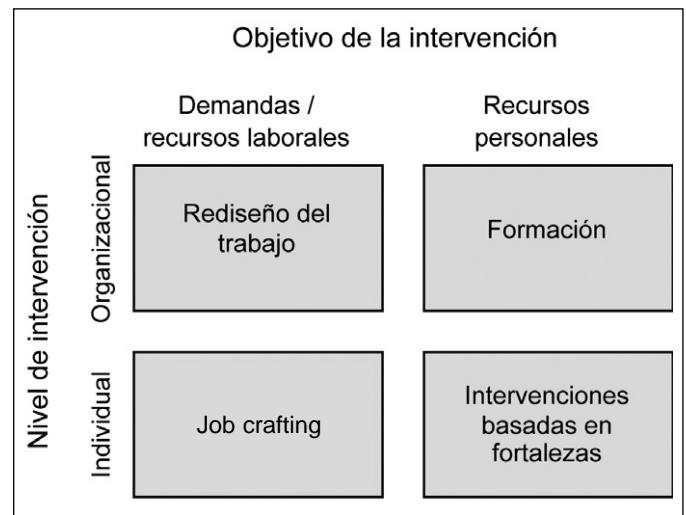 Objetivo de la intervención
Demandas /
recursos laborales
Recursos
personales
Nivel de intervención
Organizacional
Rediseño del
trabajo
Formación
Individual
Job crafting
Intervenciones
basadas en
fortalezas